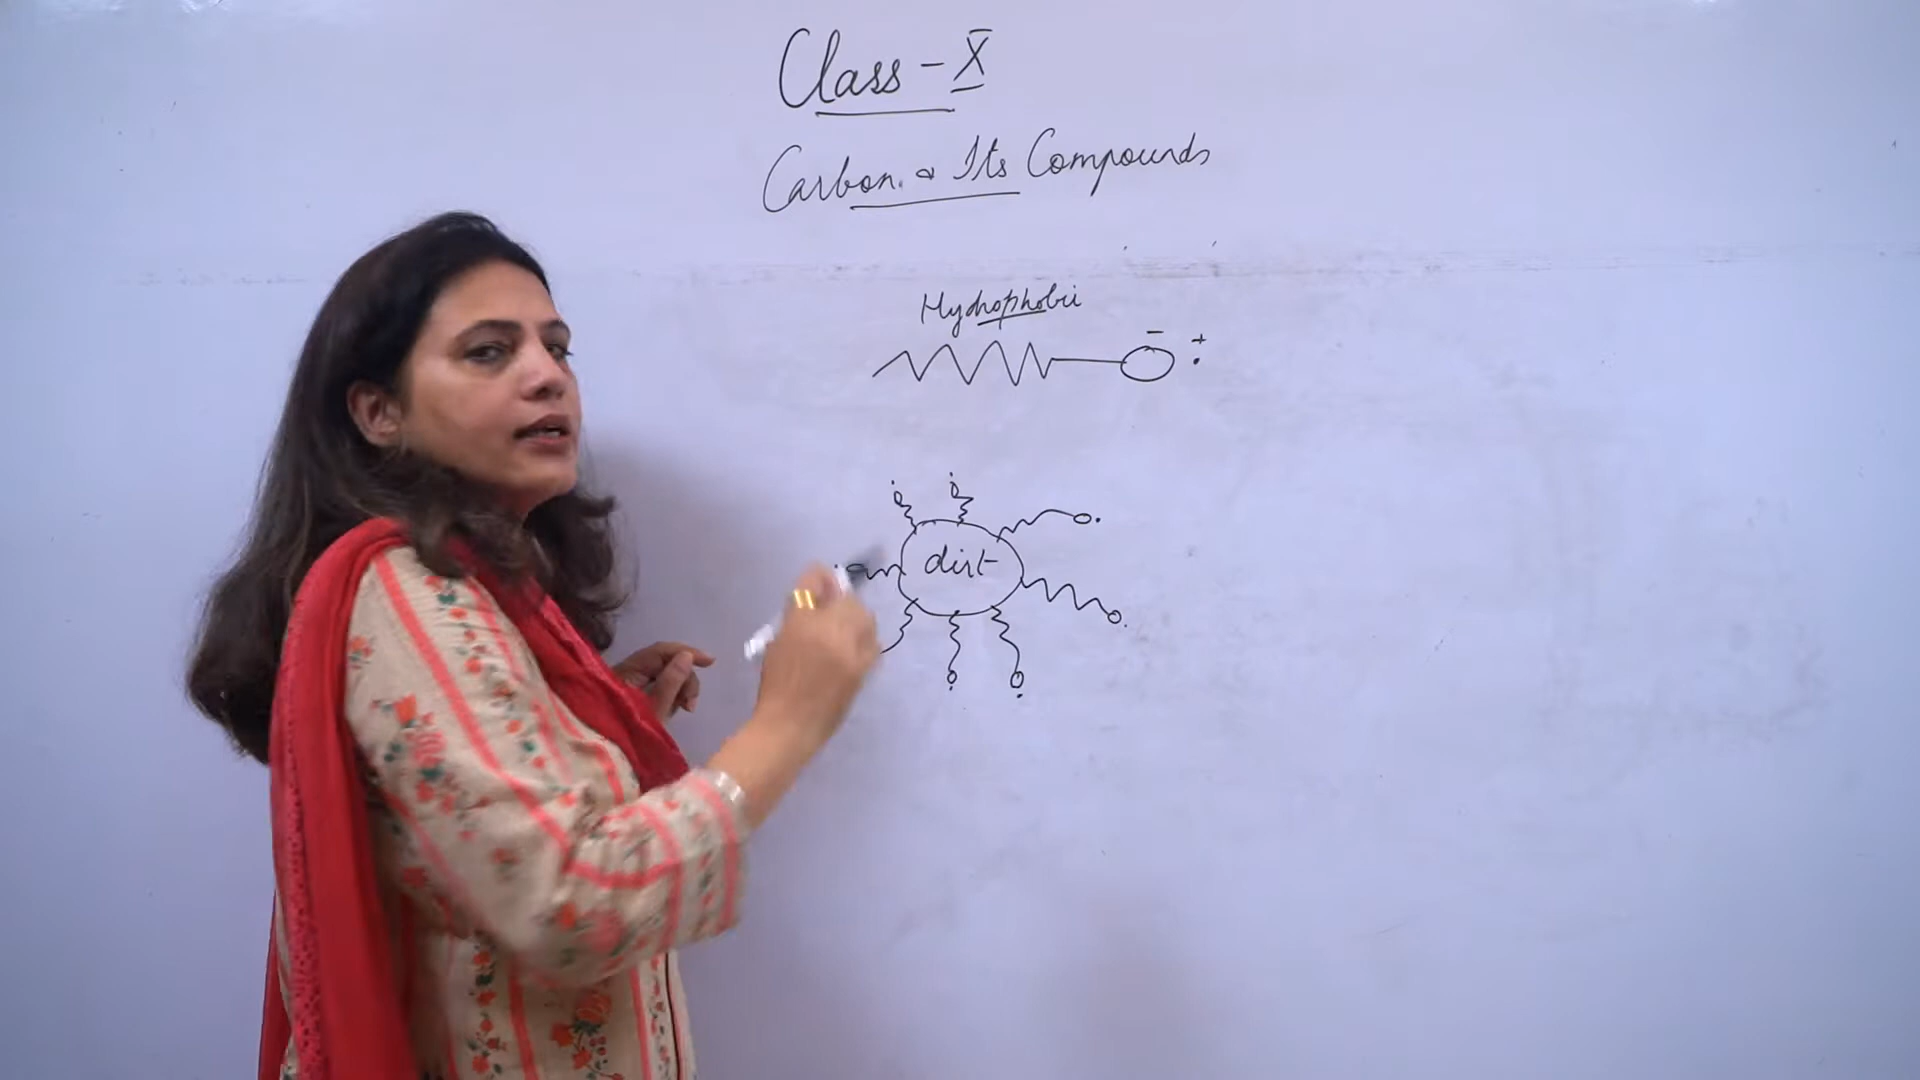 Class - X
Carbon & Its Compounds
Hydrophobic
- +
dirt